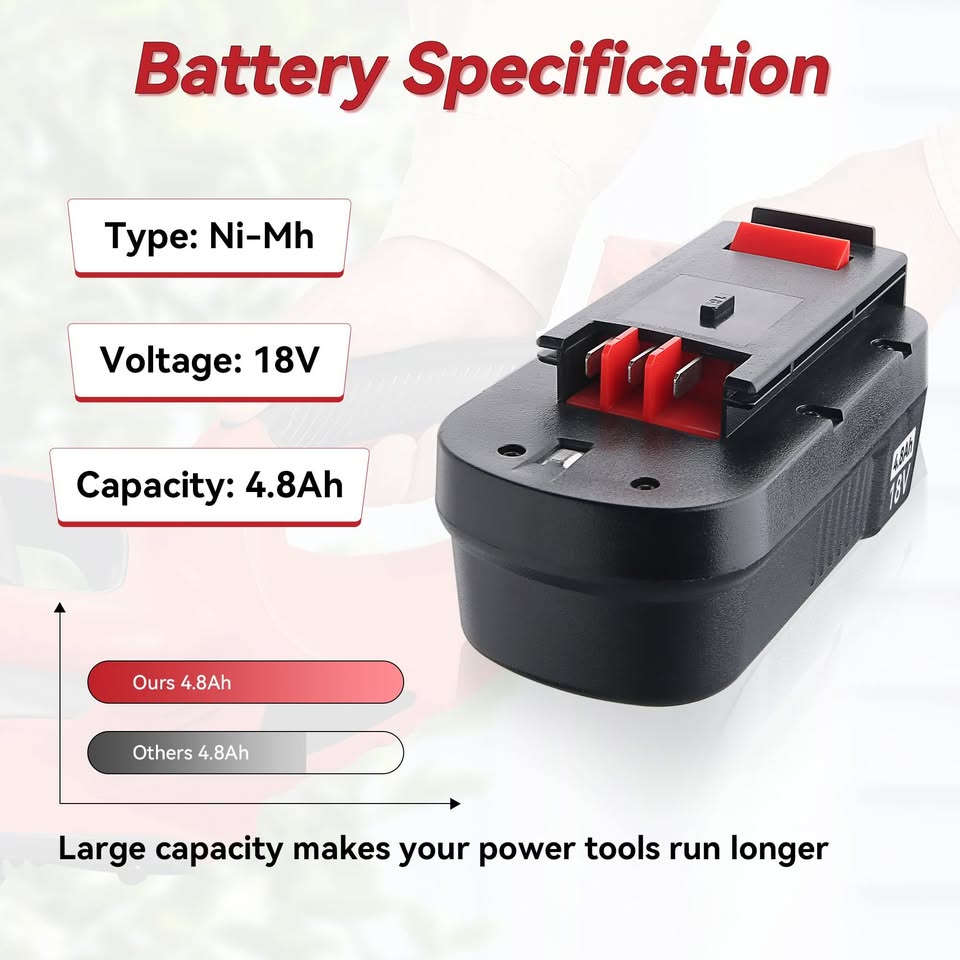 Battery Specification
Type: Ni-Mh
Voltage: 18V
Capacity: 4.8Ah
4.8Ah
18V
Ours 4.8Ah
Others 4.8Ah
Large capacity makes your power tools run longer